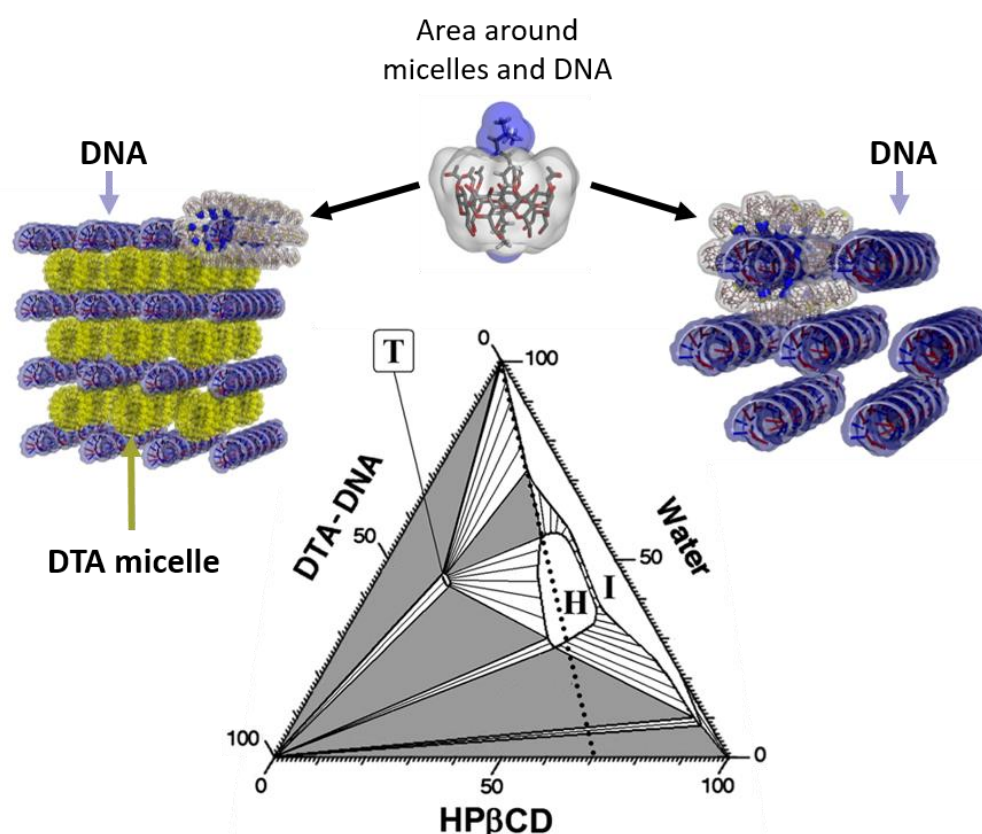 Area around
micelles and DNA
DNA
DNA
DTA micelle
T
0
100
DTA-DNA
Water
50
50
H
I
100
0
0
50
100
HPβCD